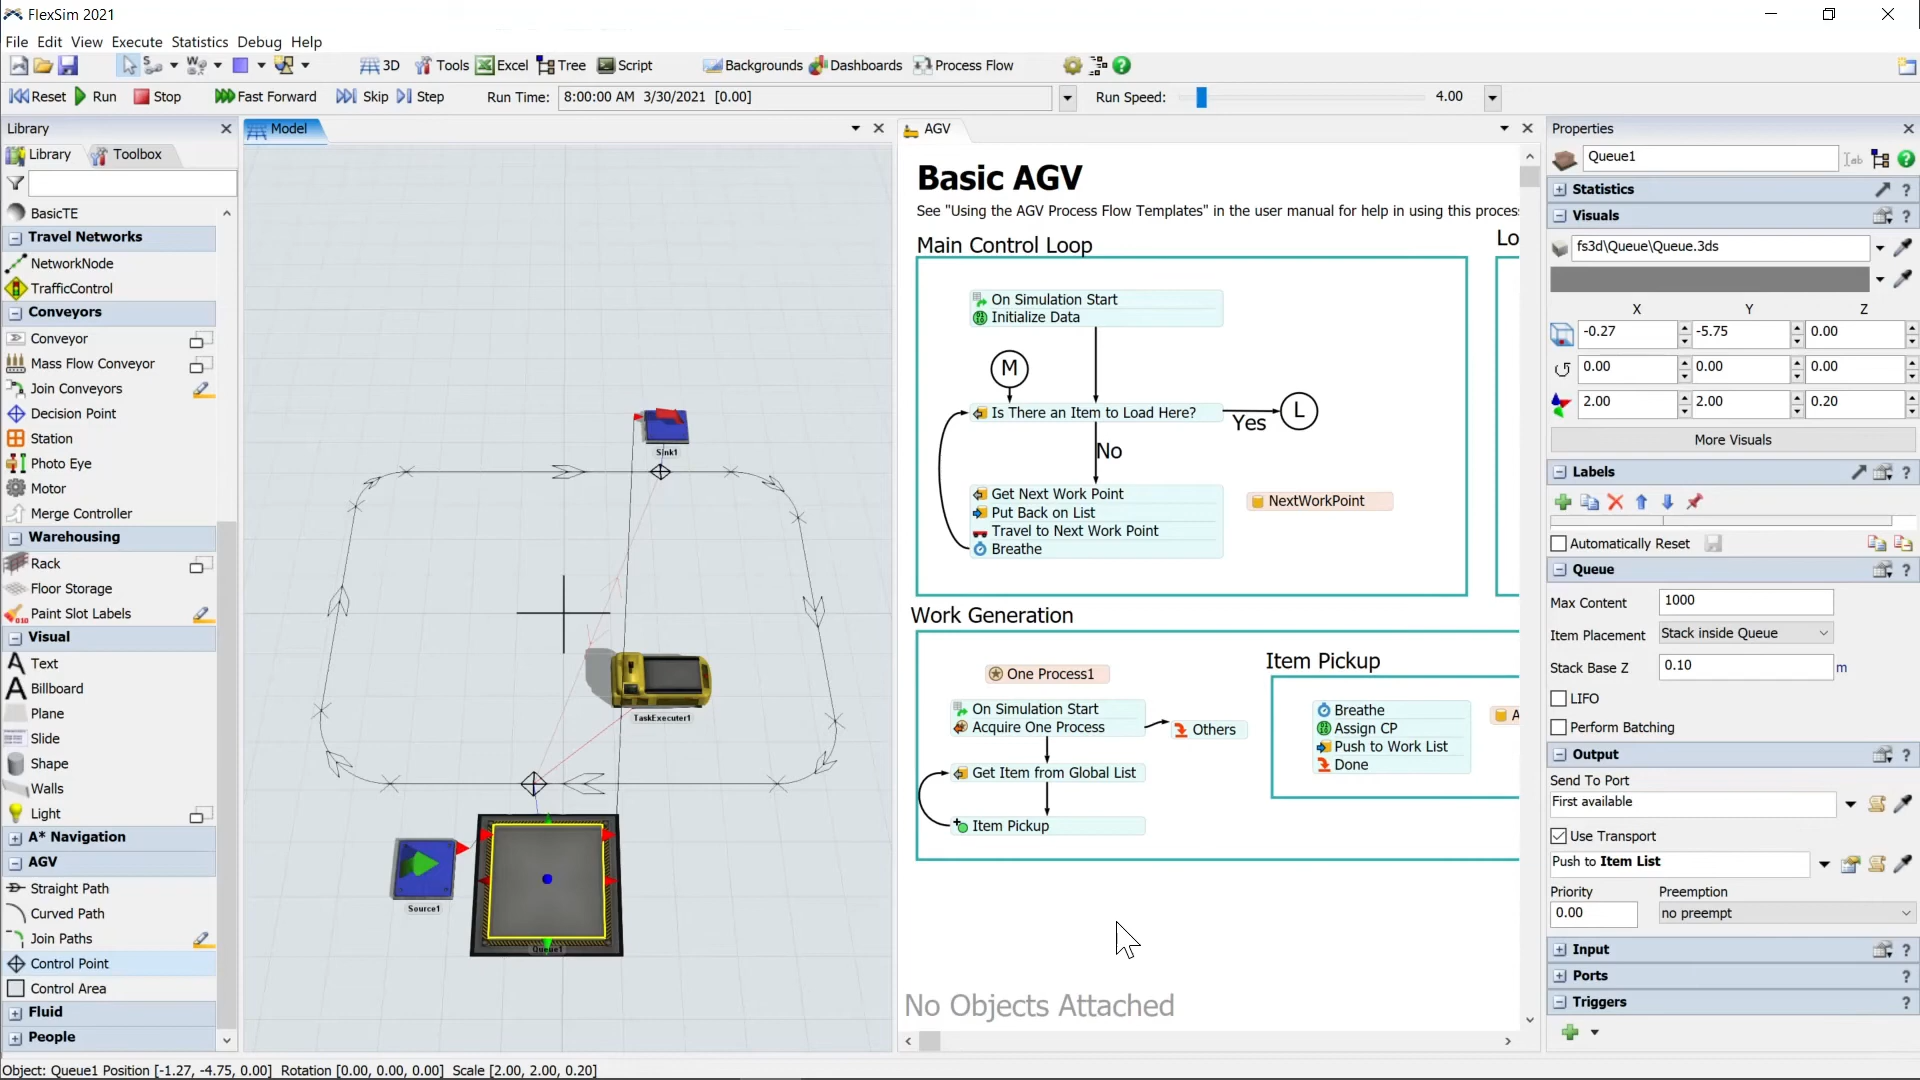 FlexSim 2021
File Edit View Execute Statistics Debug Help
3D Tools Excel Tree Script Backgrounds Dashboards Process Flow
Reset Run Stop Fast Forward Skip Step Run Time: 8:00:00 AM 3/30/2021 [0.00] Run Speed: 4.00
Library
Library Toolbox
BasicTE
Travel Networks
NetworkNode
TrafficControl
Conveyors
Conveyor
Mass Flow Conveyor
Join Conveyors
Decision Point
Station
Photo Eye
Motor
Merge Controller
Warehousing
Rack
Floor Storage
Paint Slot Labels
Visual
Text
Billboard
Plane
Slide
Shape
Walls
Light
A* Navigation
AGV
Straight Path
Curved Path
Join Paths
Control Point
Control Area
Fluid
People
Model
Sink1
TaskExecuter1
Source1
Queue1
AGV
Basic AGV
See "Using the AGV Process Flow Templates" in the user manual for help in using this proces
Main Control Loop
Lo
On Simulation Start
Initialize Data
M
Is There an Item to Load Here?
Yes
L
No
Get Next Work Point
Put Back on List
Travel to Next Work Point
Breathe
NextWorkPoint
Work Generation
One Process1
On Simulation Start
Acquire One Process
Others
Get Item from Global List
Item Pickup
Item Pickup
Breathe
Assign CP
Push to Work List
Done
A
No Objects Attached
Properties
Queue1
Statistics
Visuals
fs3d\Queue\Queue.3ds
X Y Z
-0.27 -5.75 0.00
0.00 0.00 0.00
2.00 2.00 0.20
More Visuals
Labels
Automatically Reset
Queue
Max Content 1000
Item Placement Stack inside Queue
Stack Base Z 0.10 m
LIFO
Perform Batching
Output
Send To Port
First available
Use Transport
Push to Item List
Priority Preemption
0.00 no preempt
Input
Ports
Triggers
Object: Queue1 Position [-1.27, -4.75, 0.00] Rotation [0.00, 0.00, 0.00] Scale [2.00, 2.00, 0.20]